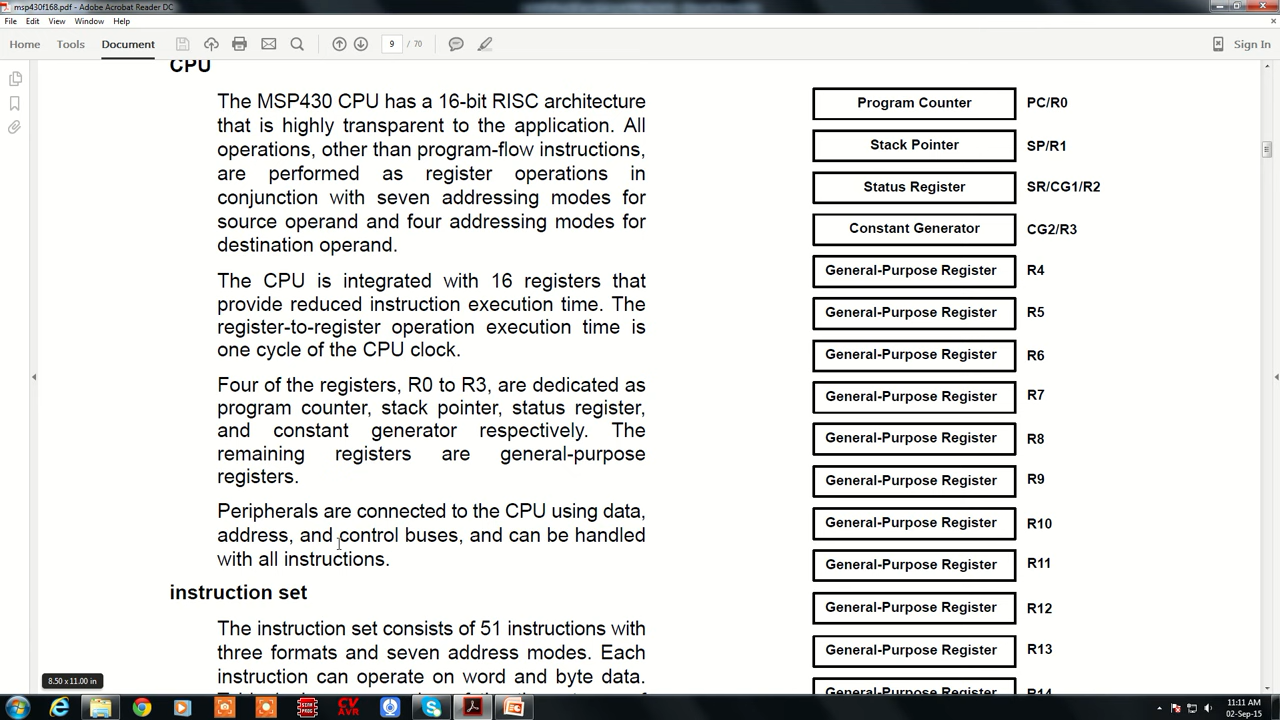 msp430f168.pdf - Adobe Acrobat Reader DC
File Edit View Window Help
Home Tools Document 9 / 70 Sign In
CPU
The MSP430 CPU has a 16-bit RISC architecture
that is highly transparent to the application. All
operations, other than program-flow instructions,
are performed as register operations in
conjunction with seven addressing modes for
source operand and four addressing modes for
destination operand.
The CPU is integrated with 16 registers that
provide reduced instruction execution time. The
register-to-register operation execution time is
one cycle of the CPU clock.
Four of the registers, R0 to R3, are dedicated as
program counter, stack pointer, status register,
and constant generator respectively. The
remaining registers are general-purpose
registers.
Peripherals are connected to the CPU using data,
address, and control buses, and can be handled
with all instructions.
instruction set
The instruction set consists of 51 instructions with
three formats and seven address modes. Each
instruction can operate on word and byte data.
Program Counter PC/R0
Stack Pointer SP/R1
Status Register SR/CG1/R2
Constant Generator CG2/R3
General-Purpose Register R4
General-Purpose Register R5
General-Purpose Register R6
General-Purpose Register R7
General-Purpose Register R8
General-Purpose Register R9
General-Purpose Register R10
General-Purpose Register R11
General-Purpose Register R12
General-Purpose Register R13
General-Purpose Register R14
8.50 x 11.00 in
CV
AVR
11:11 AM
02-Sep-15